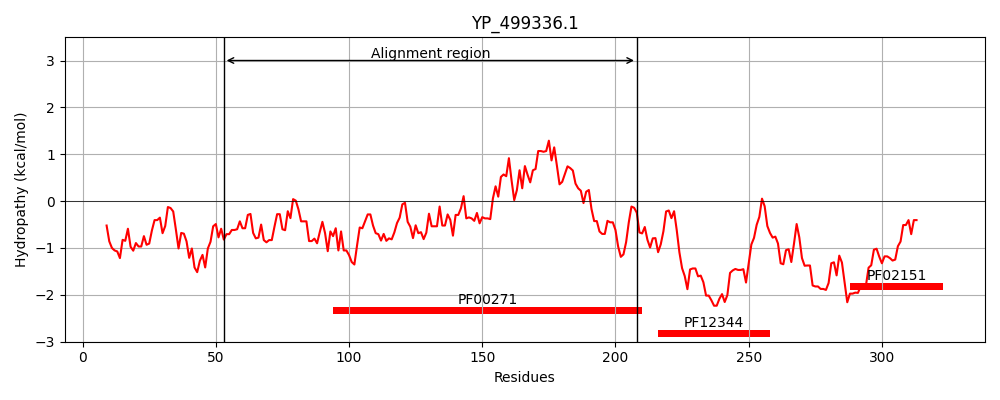 YP_499336.1
Alignment region
Hydropathy (kcal/mol)
3
2
1
0
−1
−2
−3
PF02151
PF00271
PF12344
0 50 100 150 200 250 300
Residues